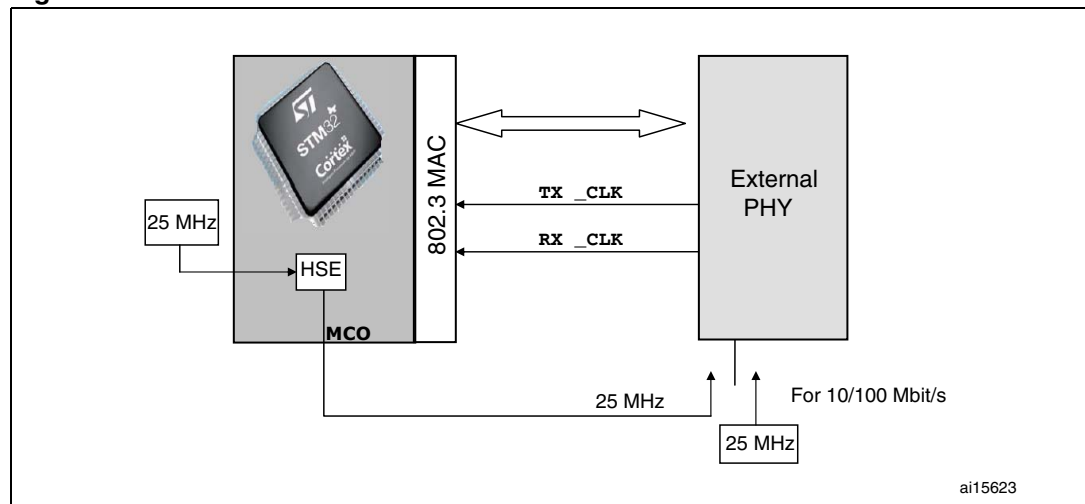 STM32
Cortex
802.3 MAC
External
PHY
TX _CLK
RX _CLK
25 MHz
HSE
MCO
25 MHz
For 10/100 Mbit/s
25 MHz
ai15623